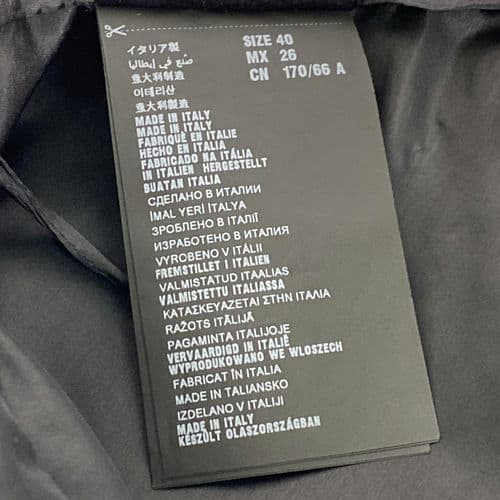 イタリア製
صنع في إيطاليا
意大利制造
이태리산
意大利製造
MADE IN ITALY
MADE IN ITALY
FABRIQUÉ EN ITALIE
HECHO EN ITALIA
FABRICADO NA ITÁLIA
IN ITALIEN HERGESTELLT
BUATAN ITALIA
СДЕЛАНО В ИТАЛИИ
İMAL YERİ İTALYA
ЗРОБЛЕНО В ІТАЛІЇ
ИЗРАБОТЕНО В ИТАЛИЯ
VYROBENO V ITÁLII
FREMSTILLET I ITALIEN
VALMISTATUD ITAALIAS
VALMISTETTU ITALIASSA
ΚΑΤΑΣΚΕΥΑΖΕΤΑΙ ΣΤΗΝ ΙΤΑΛΙΑ
RAŽOTS ITĀLIJĀ
PAGAMINTA ITALIJOJE
VERVAARDIGD IN ITALIË
WYPRODUKOWANO WE WLOSZECH
FABRICAT ÎN ITALIA
MADE IN TALIANSKO
IZDELANO V ITALIJI
MADE IN ITALY
KÉSZÜLT OLASZORSZÁGBAN
SIZE 40
MX 26
CN 170/66 A